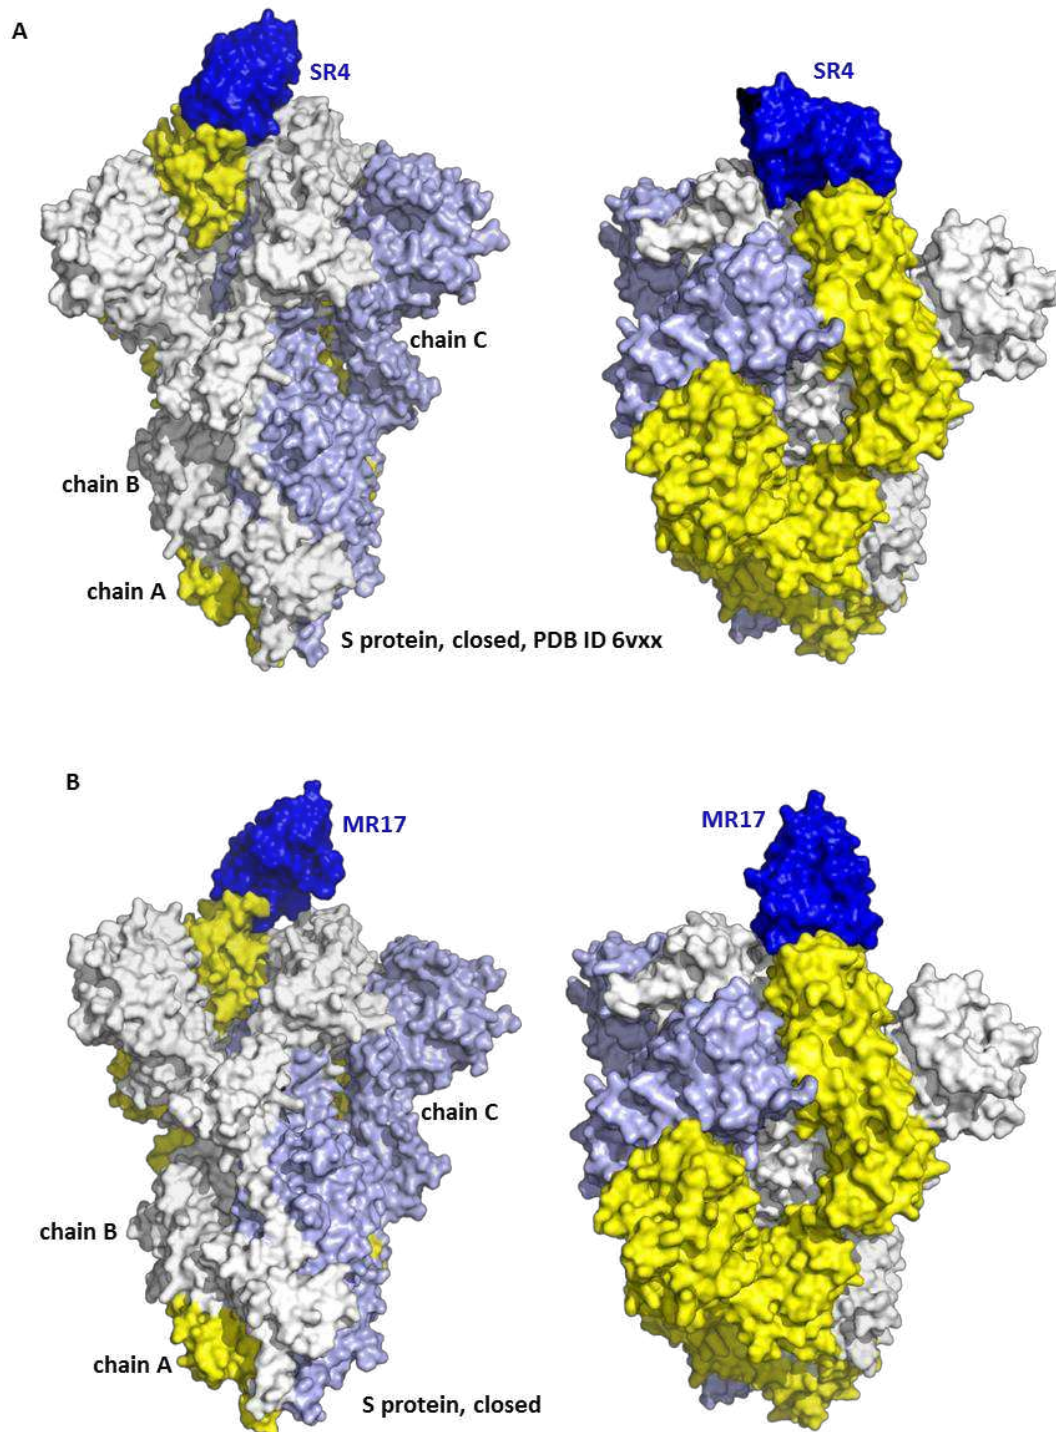 A
SR4
SR4
chain C
chain B
chain A
S protein, closed, PDB ID 6vxx
B
MR17
MR17
chain C
chain B
chain A
S protein, closed